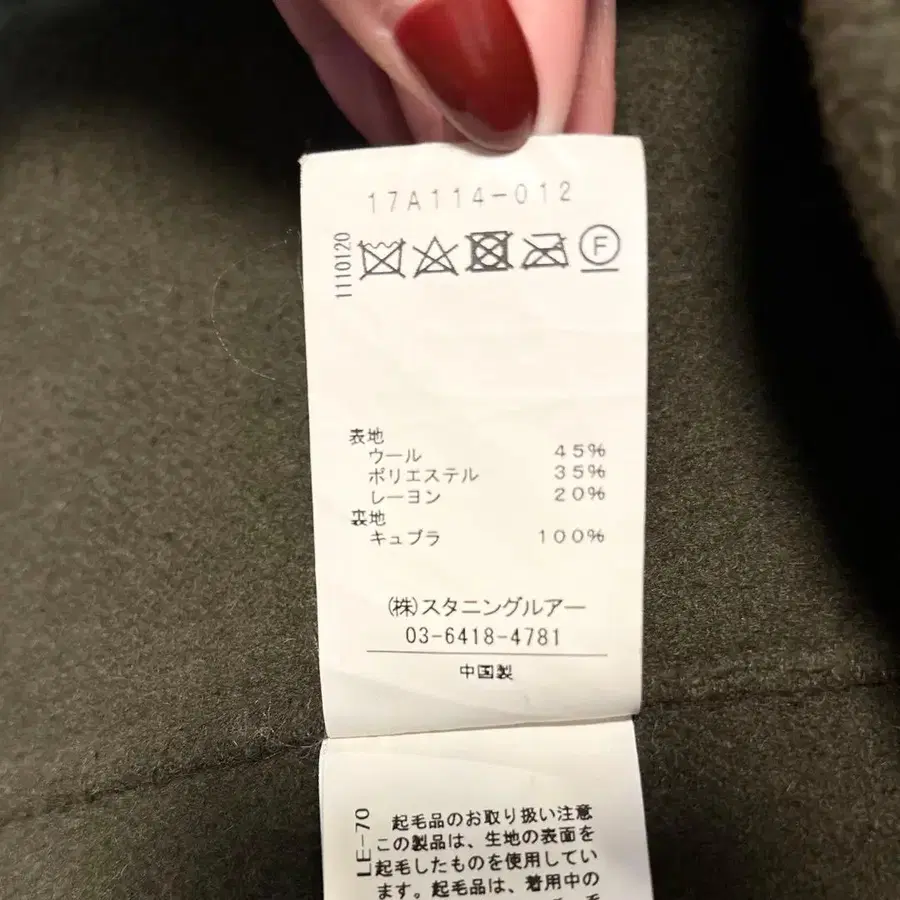 17A114-012
1110120
F
表地
ウール 45%
ポリエステル 35%
レーヨン 20%
裏地
キュプラ 100%
(株)スタニングルアー
03-6418-4781
中国製
LE-70
起毛品のお取り扱い注意
この製品は、生地の表面を
起毛したものを使用してい
ます。起毛品は、着用中の